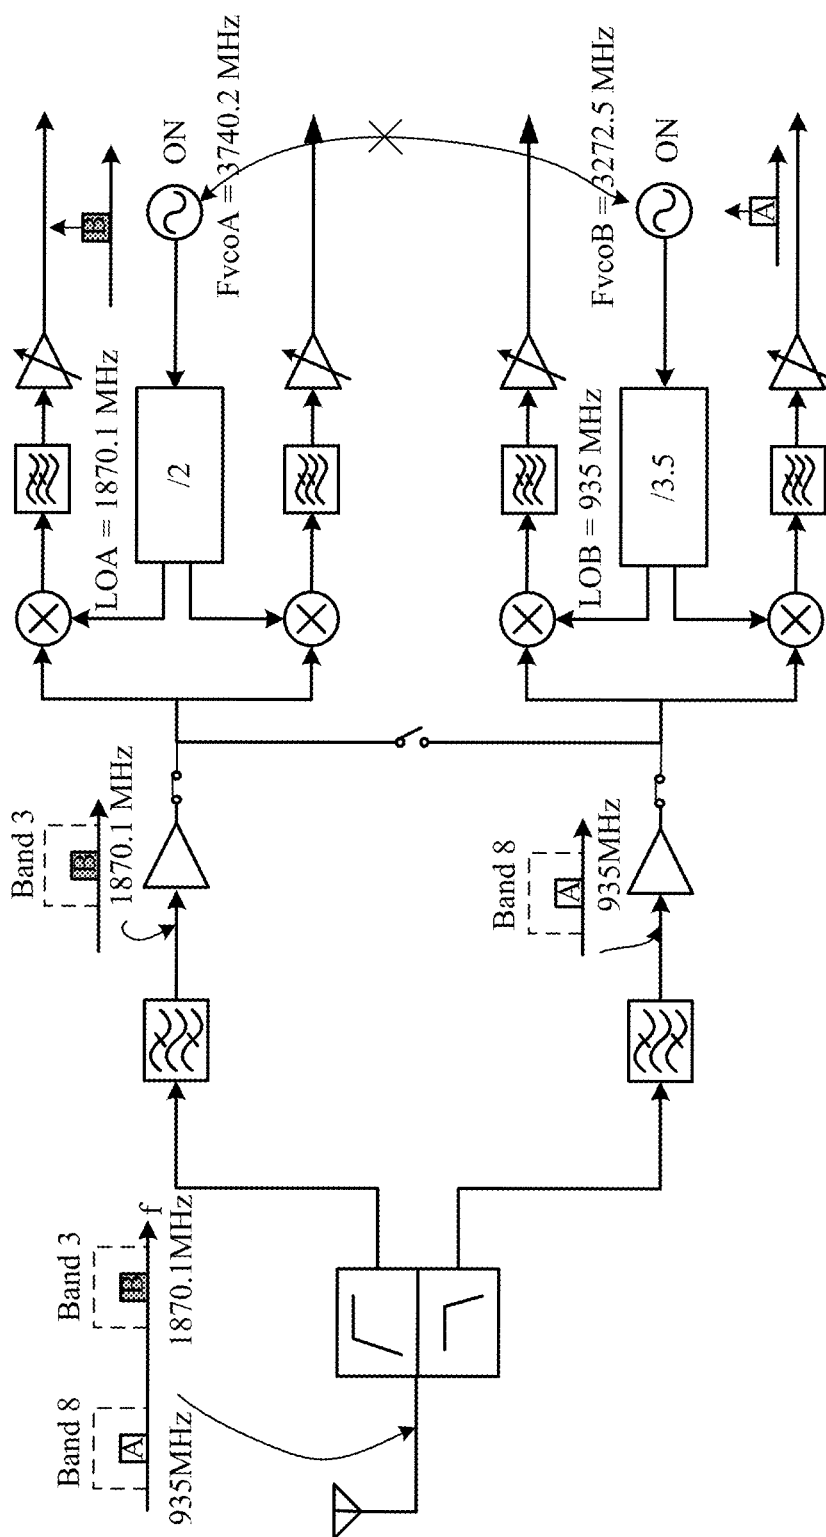 Band 8
A
935MHz
Band 3
B
1870.1MHz
f
Band 3
B
1870.1 MHz
Band 8
A
935MHz
LOA = 1870.1 MHz
/2
FvcoA = 3740.2 MHz
ON
B
LOB = 935 MHz
/3.5
FvcoB = 3272.5 MHz
ON
A